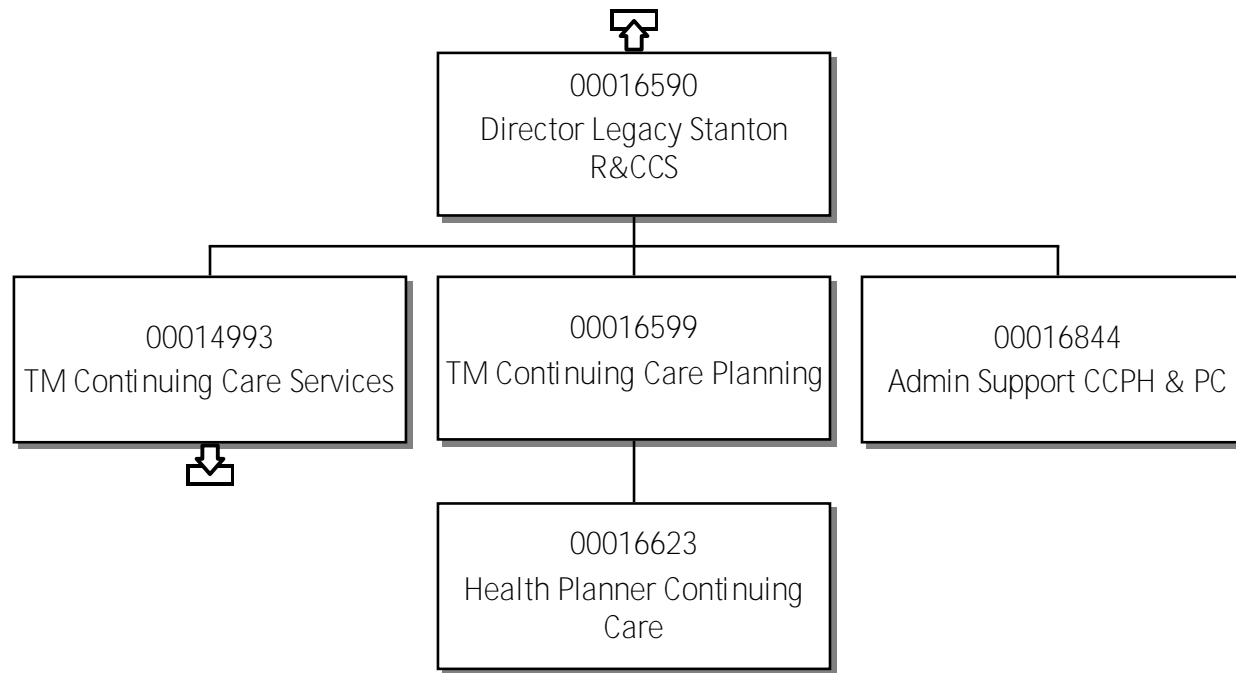 00016590
Director Legacy Stanton
R&CCS
00014993
TM Continuing Care Services
00016599
TM Continuing Care Planning
00016844
Admin Support CCPH & PC
00016623
Health Planner Continuing
Care